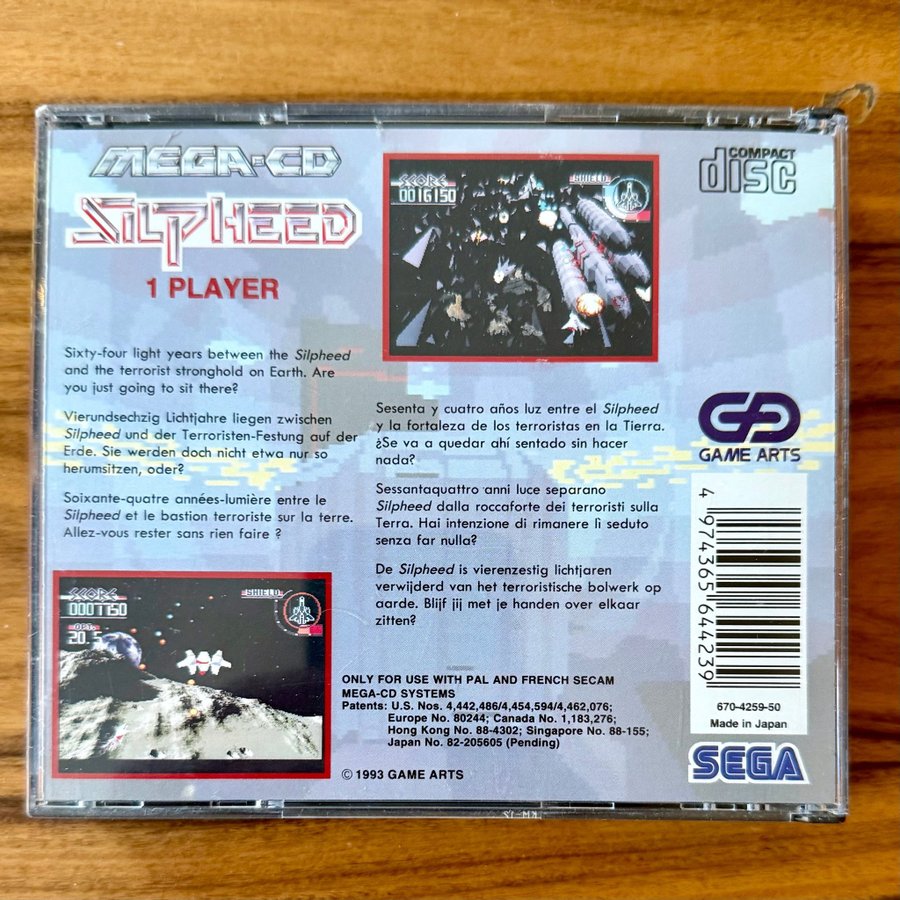 MEGA-CD
SILPHEED
1 PLAYER
SCORE
0016150
SHIELD
COMPACT
disc
Sixty-four light years between the Silpheed
and the terrorist stronghold on Earth. Are
you just going to sit there?
Vierundsechzig Lichtjahre liegen zwischen
Silpheed und der Terroristen-Festung auf der
Erde. Sie werden doch nicht etwa nur so
herumsitzen, oder?
Soixante-quatre années-lumière entre le
Silpheed et le bastion terroriste sur la terre.
Allez-vous rester sans rien faire ?
Sesenta y cuatro años luz entre el Silpheed
y la fortaleza de los terroristas en la Tierra.
¿Se va a quedar ahí sentado sin hacer
nada?
Sessantaquattro anni luce separano
Silpheed dalla roccaforte dei terroristi sulla
Terra. Hai intenzione di rimanere lì seduto
senza far nulla?
De Silpheed is vierenzestig lichtjaren
verwijderd van het terroristische bolwerk op
aarde. Blijf jij met je handen over elkaar
zitten?
GAME ARTS
4 974365 644239
670-4259-50
Made in Japan
SEGA
SCORE
0007750
OPT.
20.5
SHIELD
ONLY FOR USE WITH PAL AND FRENCH SECAM
MEGA-CD SYSTEMS
Patents: U.S. Nos. 4,442,486/4,454,594/4,462,076;
Europe No. 80244; Canada No. 1,183,276;
Hong Kong No. 88-4302; Singapore No. 88-155;
Japan No. 82-205605 (Pending)
© 1993 GAME ARTS